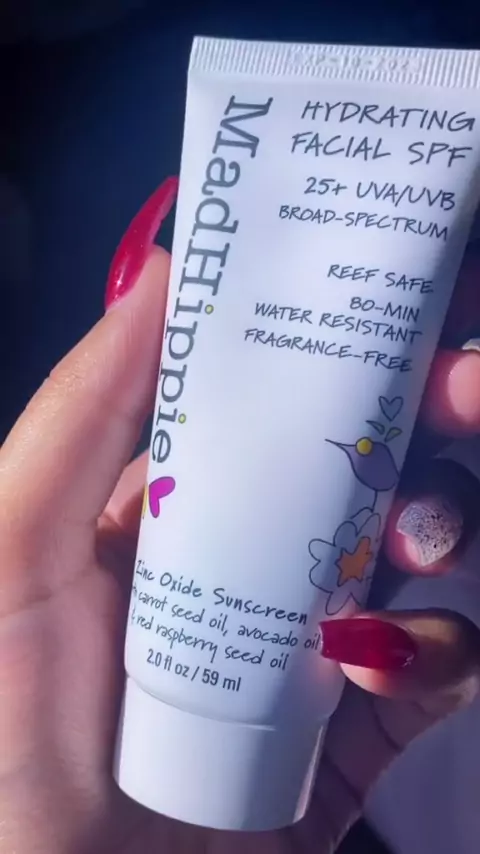 MadHippie
HYDRATING
FACIAL SPF
25+ UVA/UVB
BROAD-SPECTRUM
REEF SAFE
80-MIN
WATER RESISTANT
FRAGRANCE-FREE
Zinc Oxide Sunscreen
carrot seed oil, avocado oil
red raspberry seed oil
2.0 fl oz / 59 ml